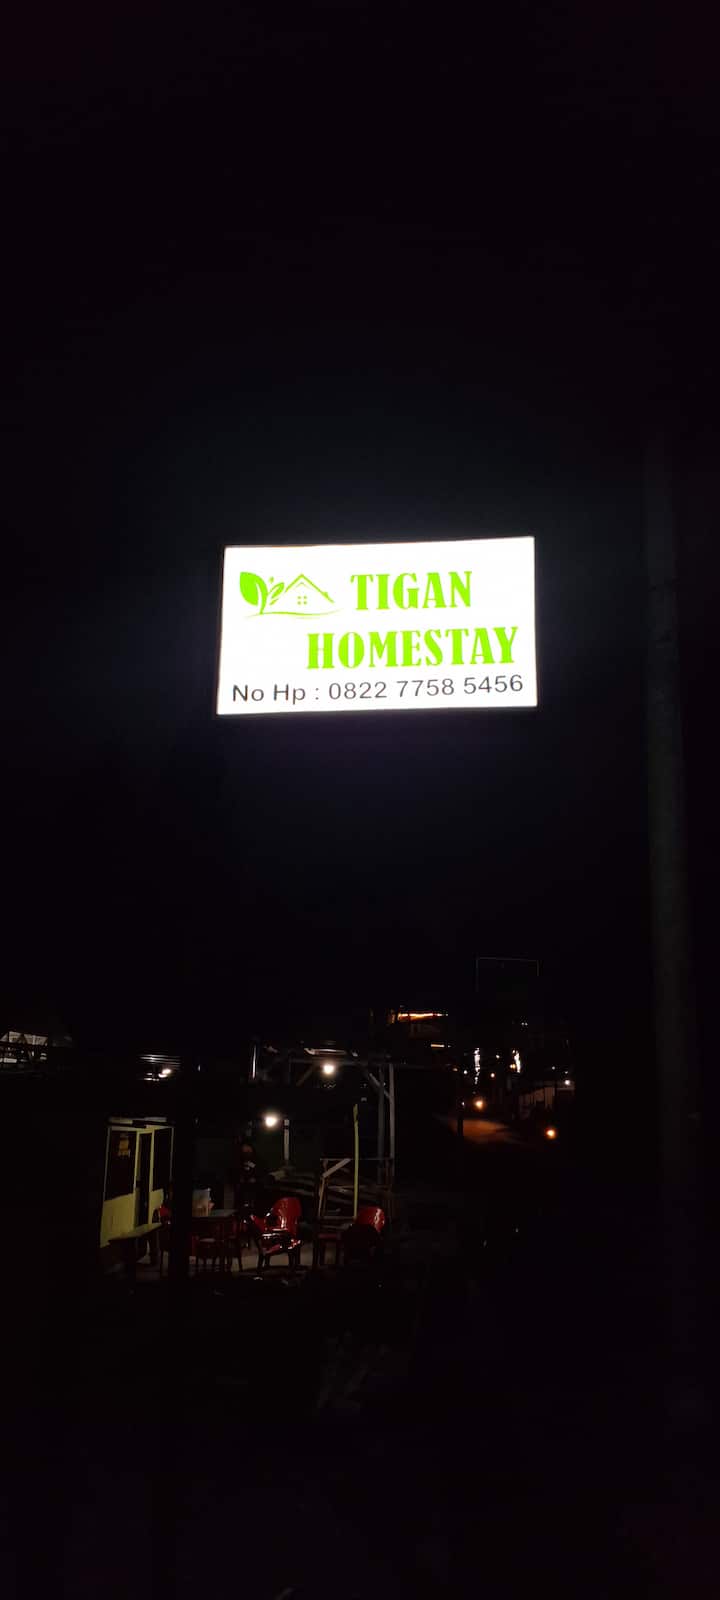 TIGAN
HOMESTAY
No Hp : 0822 7758 5456